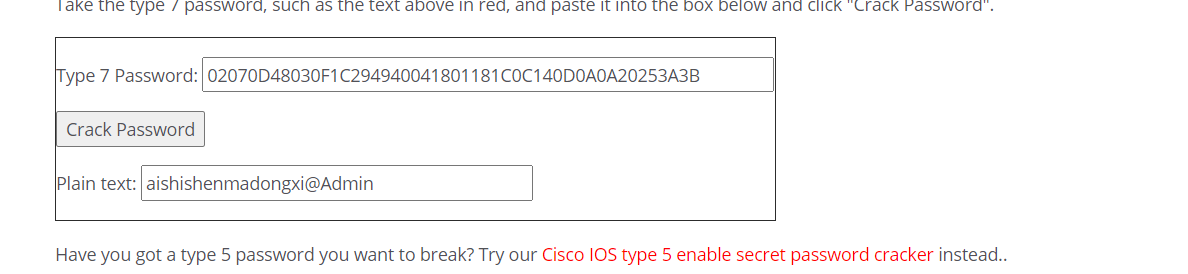 Take the type 7 password, such as the text above in red, and paste it into the box below and click "Crack Password".
Type 7 Password: 02070D48030F1C294940041801181C0C140D0A0A20253A3B
Crack Password
Plain text: aishishenmadongxi@Admin
Have you got a type 5 password you want to break? Try our Cisco IOS type 5 enable secret password cracker instead..